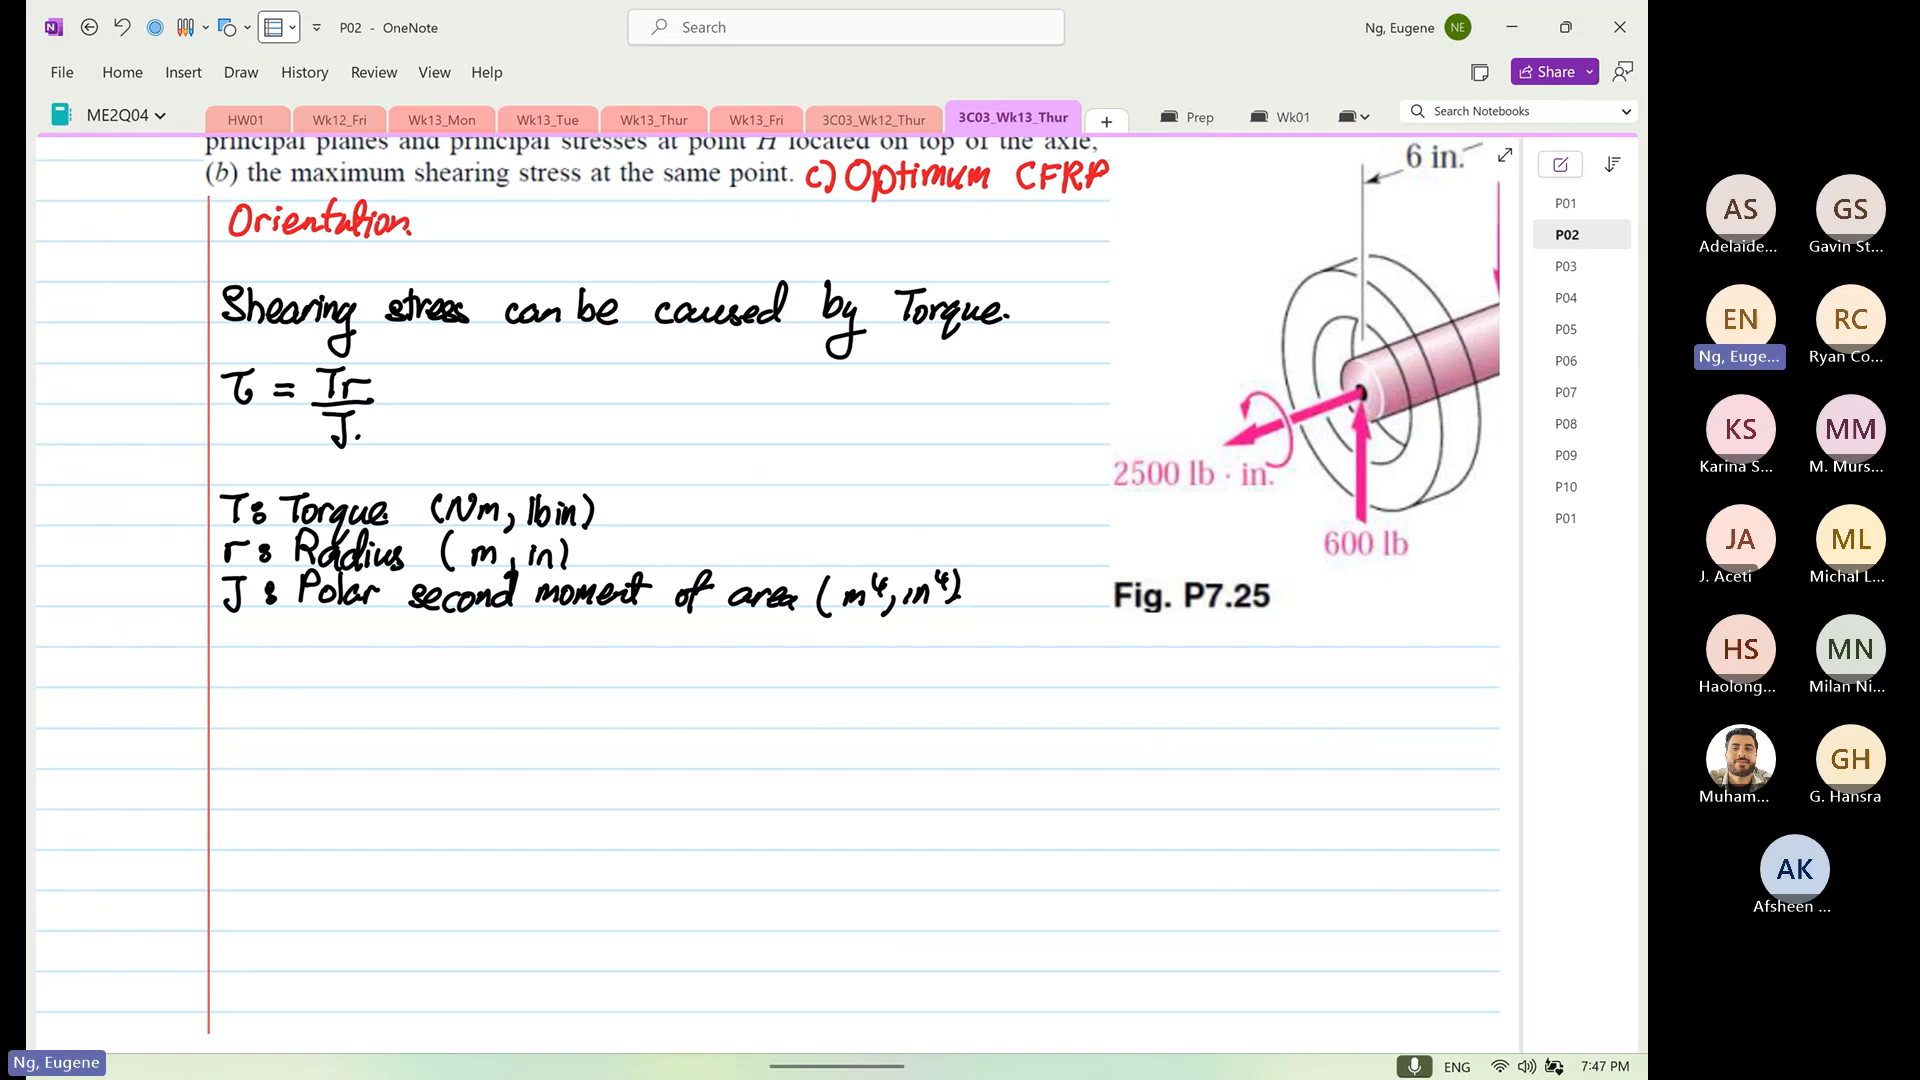 P02 - OneNote
Search
Ng, Eugene NE
File Home Insert Draw History Review View Help
Share
ME2Q04
HW01 Wk12_Fri Wk13_Mon Wk13_Tue Wk13_Thur Wk13_Fri 3C03_Wk12_Thur 3C03_Wk13_Thur
Prep Wk01
Search Notebooks
principal planes and principal stresses at point H located on top of the axle,
(b) the maximum shearing stress at the same point. c) Optimum CFRP
Orientation.
Shearing stress can be caused by Torque.
τ = Tr
J.
T: Torque (Nm, lbin)
r: Radius (m, in)
J: Polar second moment of area (m⁴, in⁴)
6 in.
2500 lb · in.
600 lb
Fig. P7.25
P01
P02
P03
P04
P05
P06
P07
P08
P09
P10
P01
AS GS
Adelaide... Gavin St...
EN RC
Ng, Euge... Ryan Co...
KS MM
Karina S... M. Murs...
JA ML
J. Aceti Michal L...
HS MN
Haolong... Milan Ni...
GH
Muham... G. Hansra
AK
Afsheen ...
Ng, Eugene
ENG 7:47 PM